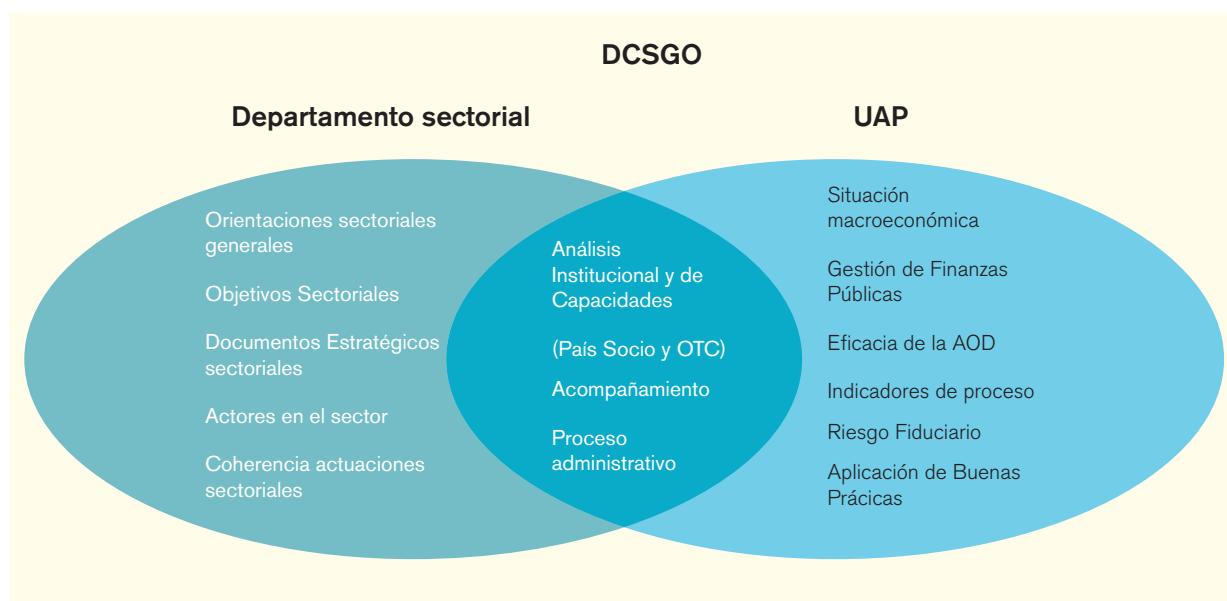 DCSGO
Departamento sectorial
UAP
Orientaciones sectoriales
generales
Objetivos Sectoriales
Documentos Estratégicos
sectoriales
Actores en el sector
Coherencia actuaciones
sectoriales
Análisis
Institucional y de
Capacidades
(País Socio y OTC)
Acompañamiento
Proceso
administrativo
Situación
macroeconómica
Gestión de Finanzas
Públicas
Eficacia de la AOD
Indicadores de proceso
Riesgo Fiduciario
Aplicación de Buenas
Prácicas